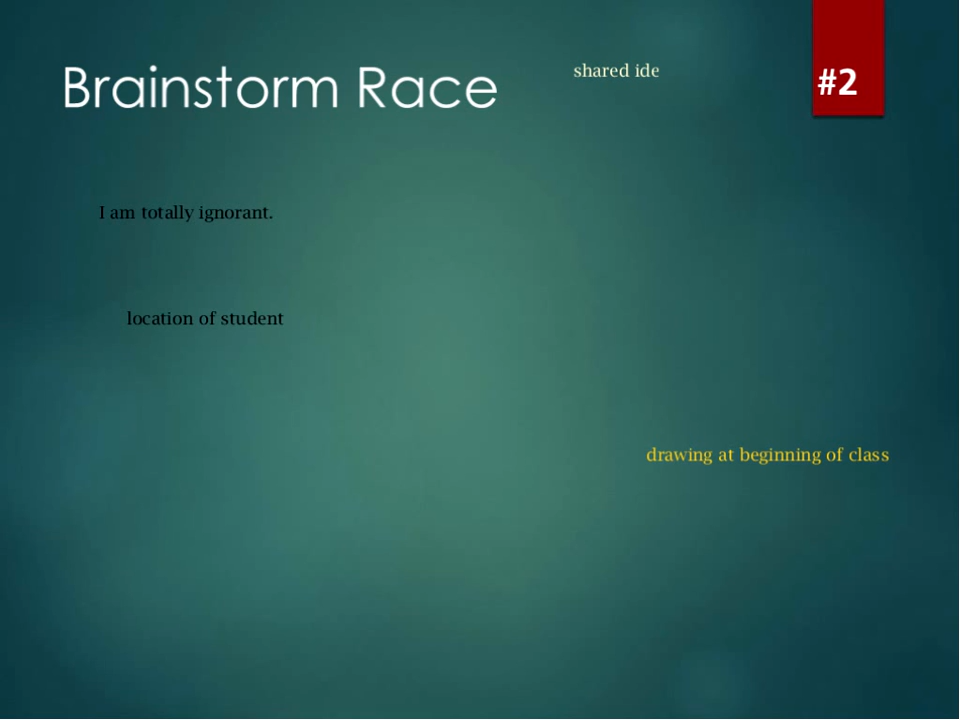 Brainstorm Race
shared ide
#2
I am totally ignorant.
location of student
drawing at beginning of class